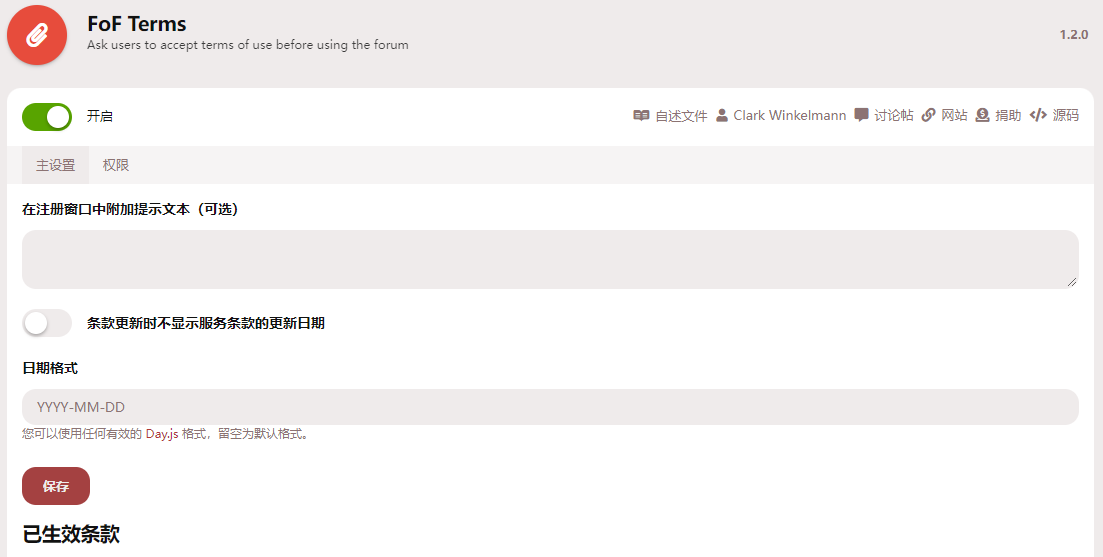 FoF Terms
Ask users to accept terms of use before using the forum
1.2.0
开启
自述文件 Clark Winkelmann 讨论帖 网站 捐助 源码
主设置 权限
在注册窗口中附加提示文本（可选）
条款更新时不显示服务条款的更新日期
日期格式
YYYY-MM-DD
您可以使用任何有效的 Day.js 格式，留空为默认格式。
保存
已生效条款